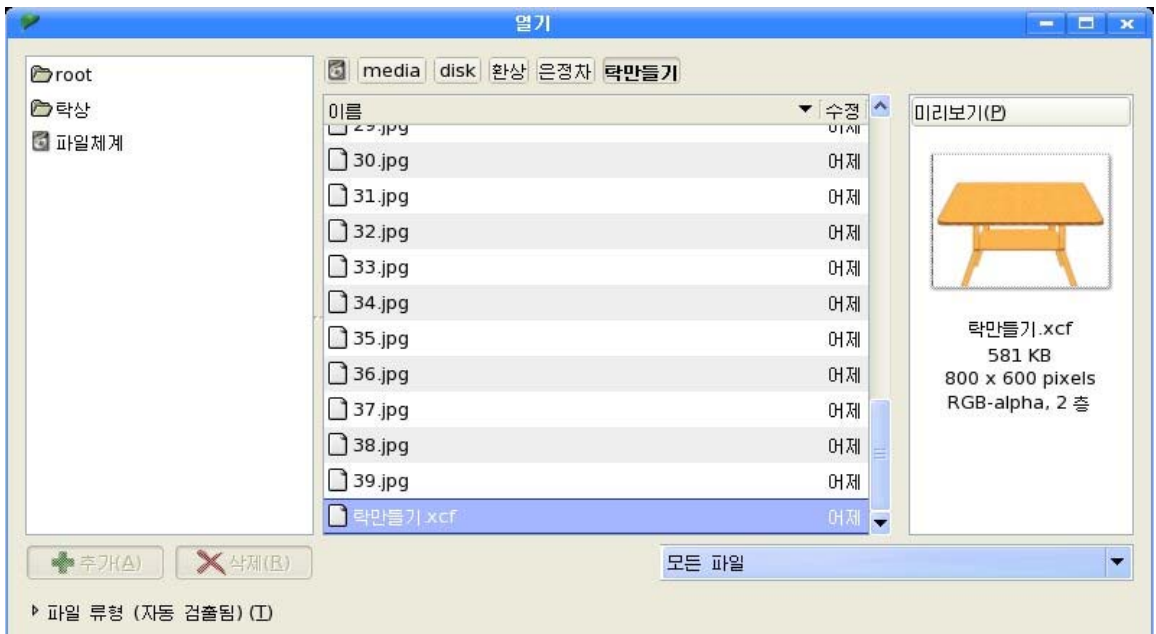 열기
root
탁상
파일체계
media disk 환상 은정차 탁만들기
이름 수정
29.jpg 어제
30.jpg 어제
31.jpg 어제
32.jpg 어제
33.jpg 어제
34.jpg 어제
35.jpg 어제
36.jpg 어제
37.jpg 어제
38.jpg 어제
39.jpg 어제
탁만들기.xcf 어제
미리보기(P)
탁만들기.xcf
581 KB
800 x 600 pixels
RGB-alpha, 2 층
추가(A) 삭제(R)
모든 파일
파일 류형 (자동 검출됨) (T)